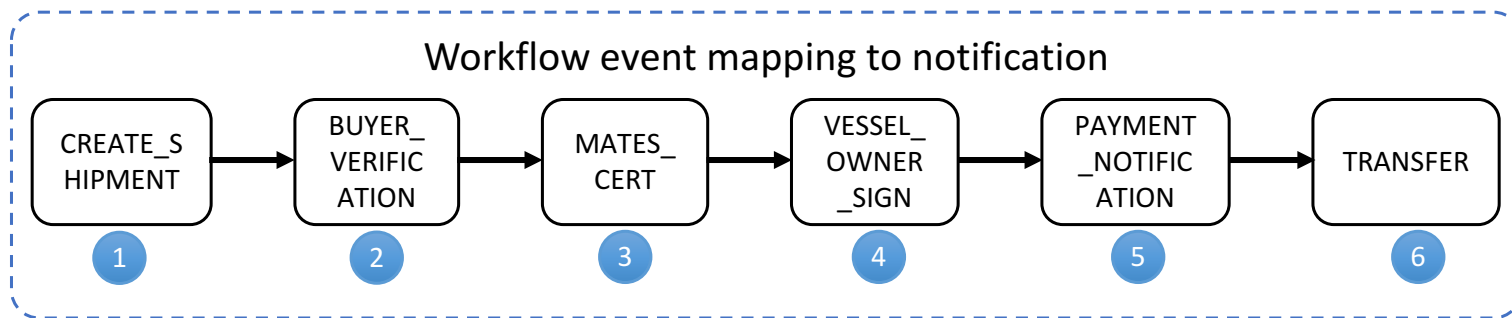 Workflow event mapping to notification
CREATE_S
HIPMENT
BUYER_
VERIFIC
ATION
MATES_
CERT
VESSEL_
OWNER
_SIGN
PAYMENT
_NOTIFIC
ATION
TRANSFER
1
2
3
4
5
6